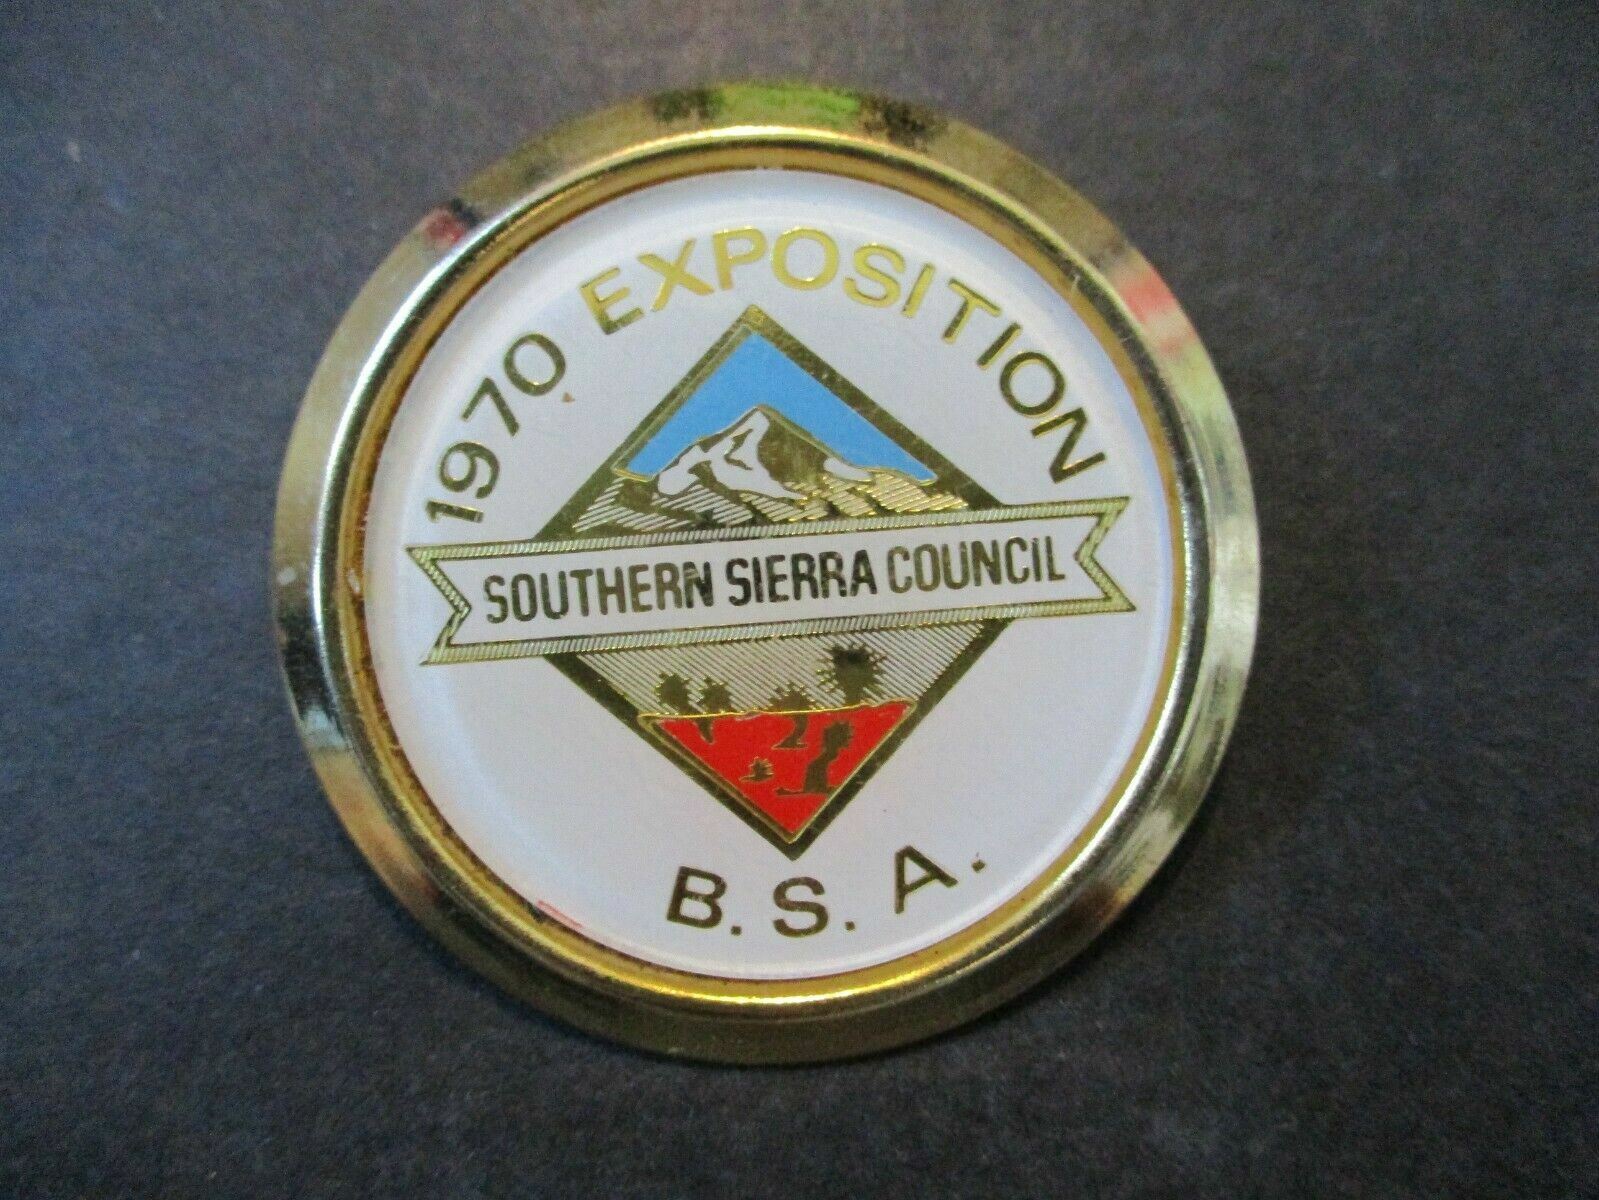 1970 EXPOSITION
SOUTHERN SIERRA COUNCIL
B.S.A.